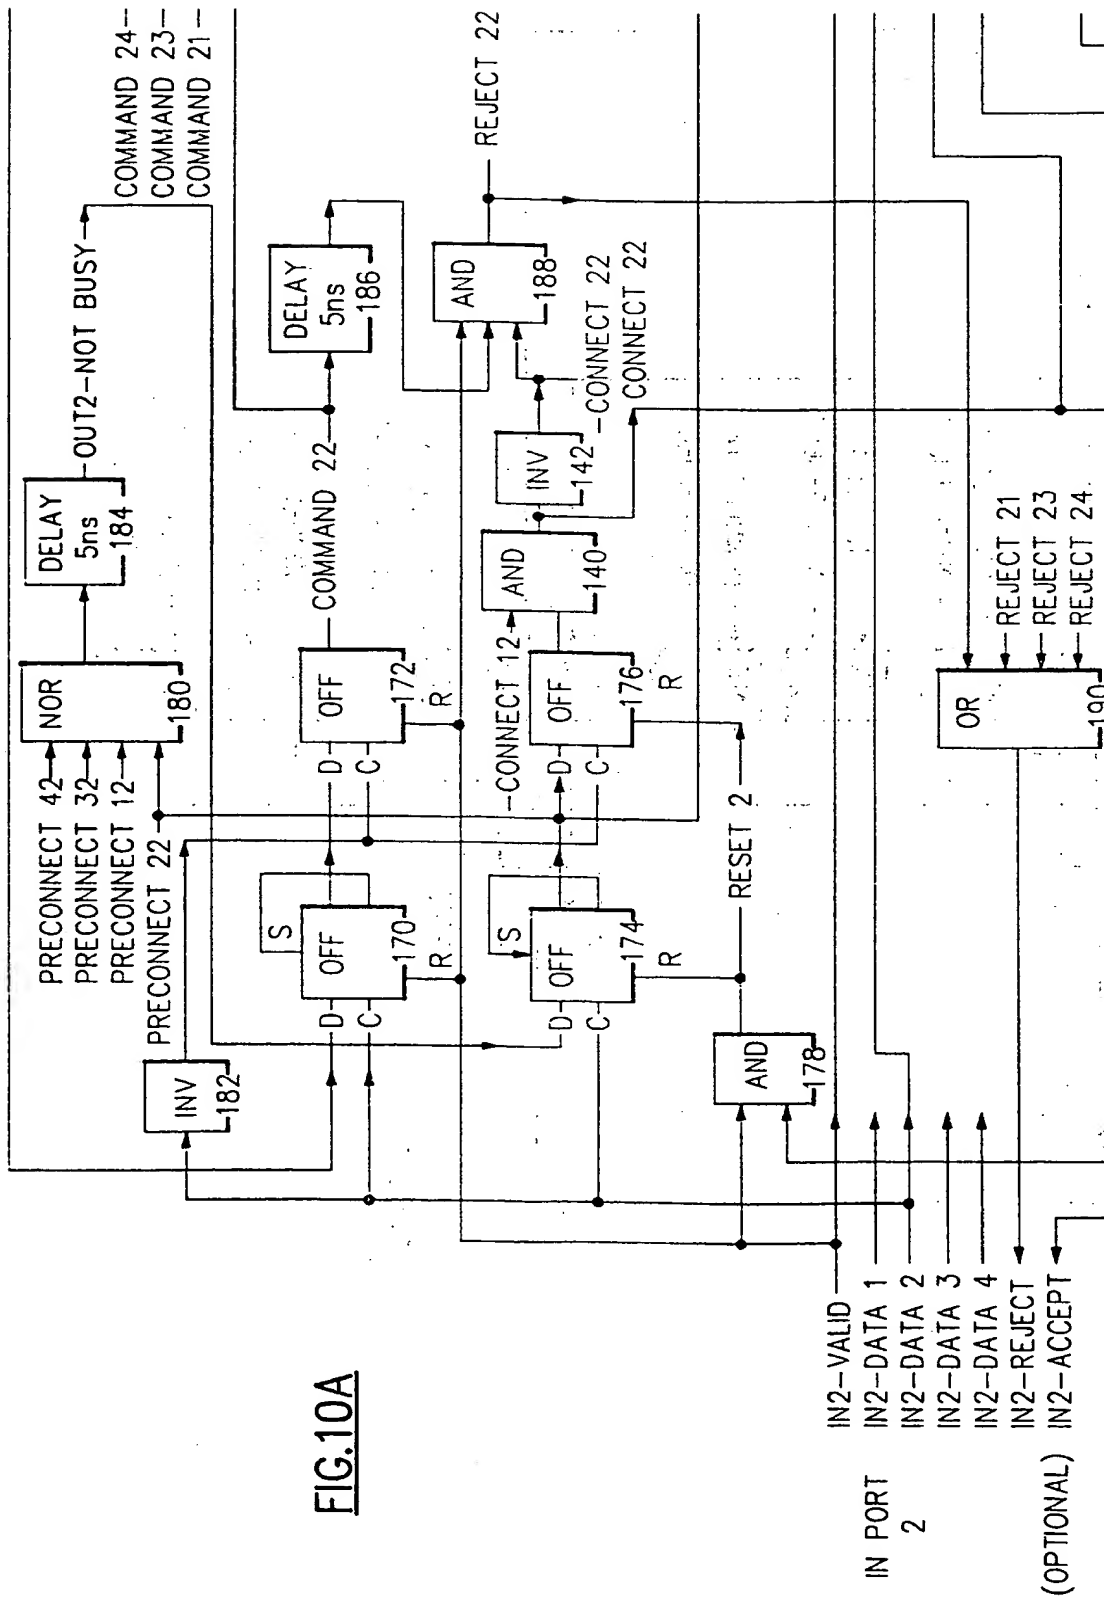 FIG.10A
PRECONNECT 42
PRECONNECT 32
PRECONNECT 12
PRECONNECT 22
NOR
180
DELAY
5ns
184
OUT2-NOT BUSY
COMMAND 24
COMMAND 23
COMMAND 21
INV
182
D
C
S
OFF
170
R
D
C
OFF
172
R
COMMAND 22
DELAY
5ns
186
D
C
S
OFF
174
R
-CONNECT 12
D
C
OFF
176
R
AND
140
INV
142
-CONNECT 22
CONNECT 22
AND
188
REJECT 22
AND
178
RESET 2
IN PORT
2
IN2-VALID
IN2-DATA 1
IN2-DATA 2
IN2-DATA 3
IN2-DATA 4
IN2-REJECT
(OPTIONAL) IN2-ACCEPT
OR
190
REJECT 21
REJECT 23
REJECT 24